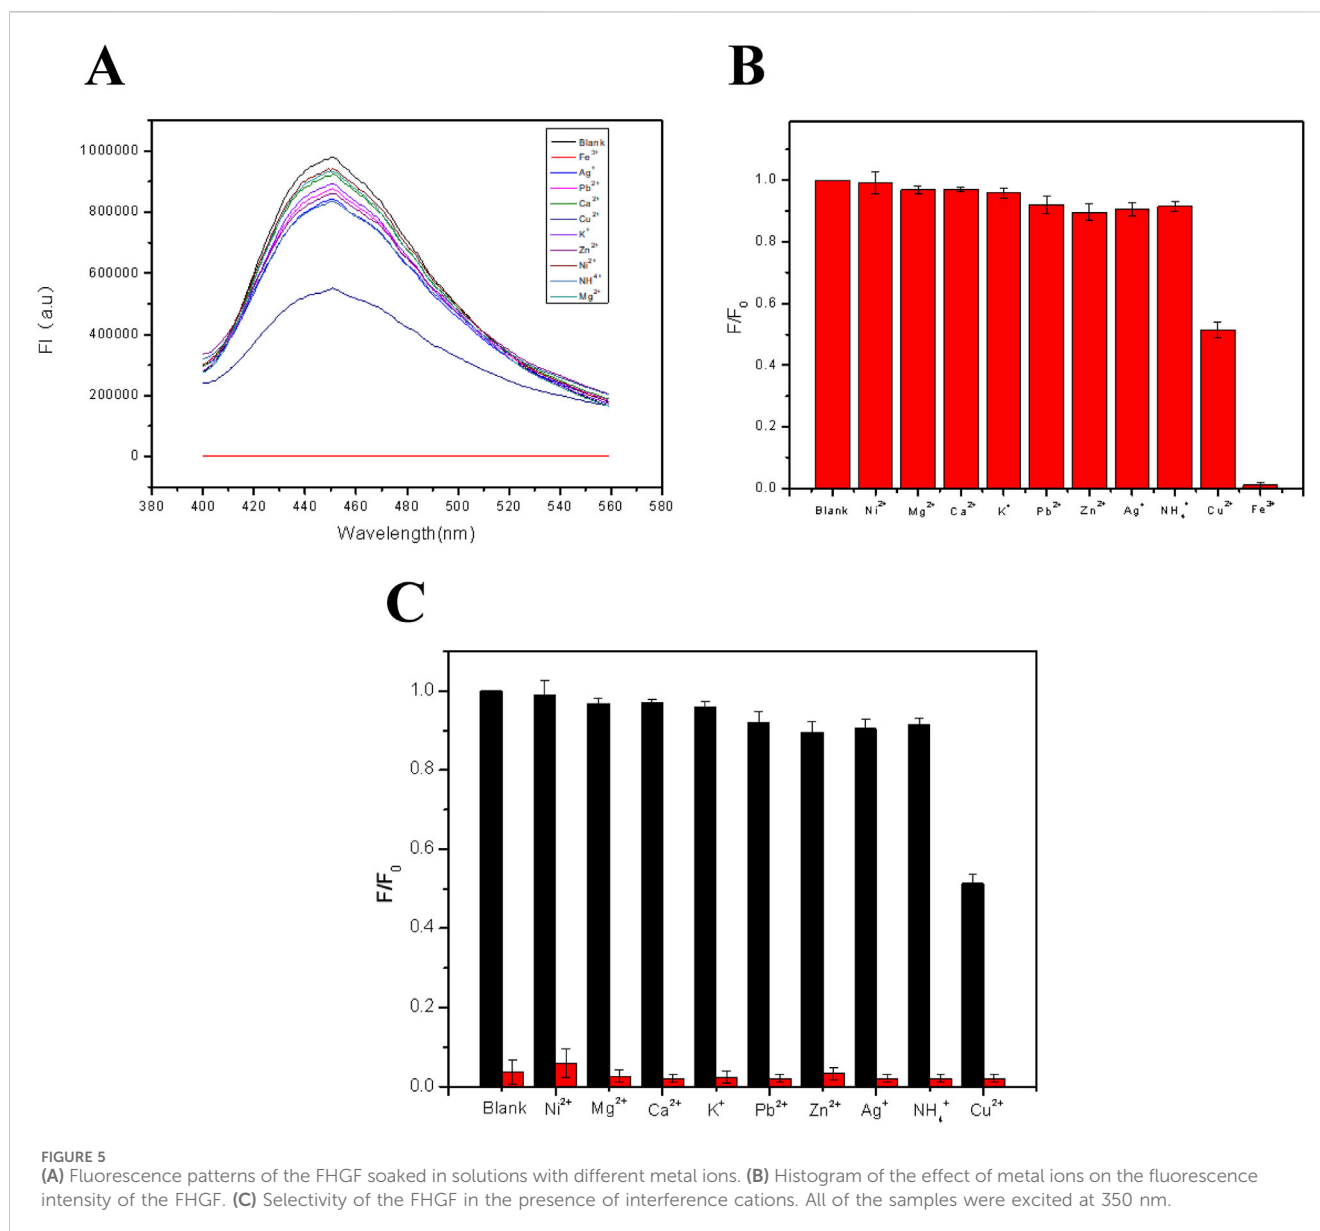 A
1000000
800000
600000
400000
200000
0
FI (a.u)
380 400 420 440 460 480 500 520 540 560 580
Wavelength(nm)
Blank
Fe³⁺
Ag⁺
Pb²⁺
Ca²⁺
Cu²⁺
K⁺
Zn²⁺
Ni²⁺
NH⁴⁺
Mg²⁺
B
1.0
0.8
0.6
0.4
0.2
0.0
F/F₀
Blank Ni²⁺ Mg²⁺ Ca²⁺ K⁺ Pb²⁺ Zn²⁺ Ag⁺ NH₄⁺ Cu²⁺ Fe³⁺
C
1.0
0.8
0.6
0.4
0.2
0.0
F/F₀
Blank Ni²⁺ Mg²⁺ Ca²⁺ K⁺ Pb²⁺ Zn²⁺ Ag⁺ NH₄⁺ Cu²⁺
FIGURE 5
(A) Fluorescence patterns of the FHGF soaked in solutions with different metal ions. (B) Histogram of the effect of metal ions on the fluorescence
intensity of the FHGF. (C) Selectivity of the FHGF in the presence of interference cations. All of the samples were excited at 350 nm.